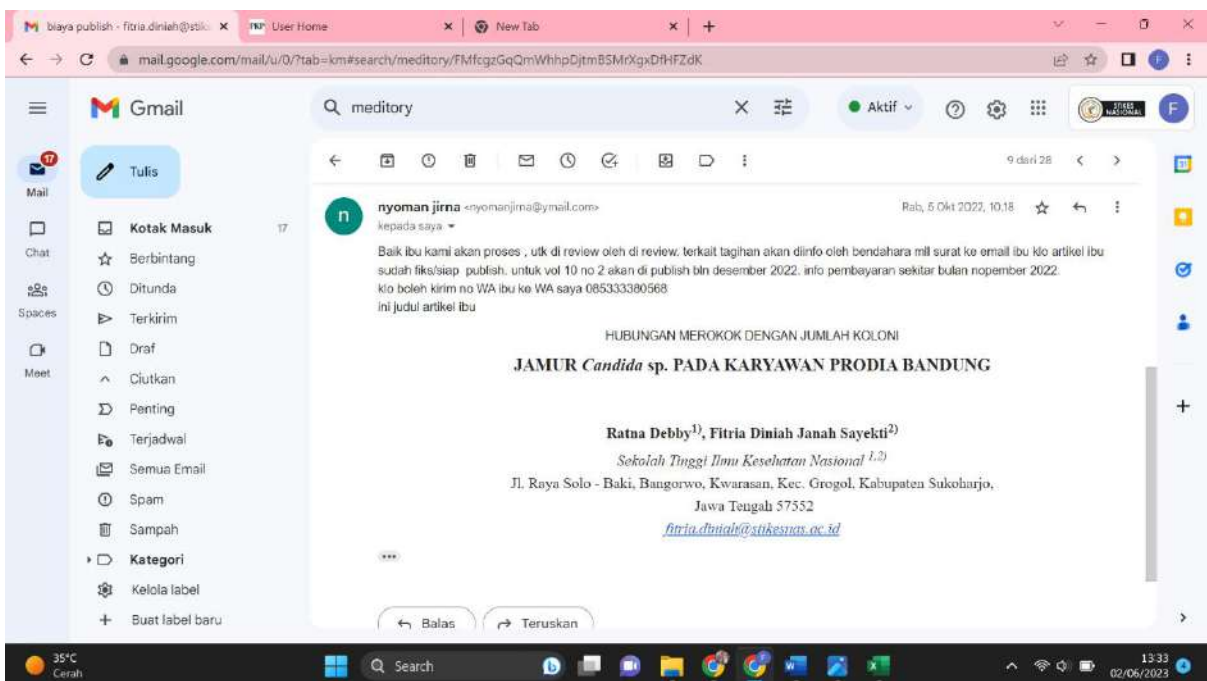 biaya publish - fitria.diniah@stik
User Home
New Tab
mail.google.com/mail/u/0/?tab=km#search/meditory/FMfcgzGqQmWhhpDjtmBSMrXgxDfHFZdK
Gmail
meditory
Aktif
STIKES NASIONAL
F
17
Mail
Chat
Spaces
Meet
Tulis
Kotak Masuk 17
Berbintang
Ditunda
Terkirim
Draf
Ciutkan
Penting
Terjadwal
Semua Email
Spam
Sampah
Kategori
Kelola label
Buat label baru
9 dari 28
n
nyoman jirna <nyomanjirna@ymail.com>
Rab, 5 Okt 2022, 10.18
kepada saya
Baik ibu kami akan proses , utk di review oleh di review. terkait tagihan akan diinfo oleh bendahara mll surat ke email ibu klo artikel ibu
sudah fiks/siap publish. untuk vol 10 no 2 akan di publish bln desember 2022. info pembayaran sekitar bulan nopember 2022.
klo boleh kirim no WA ibu ke WA saya 085333380568
ini judul artikel ibu
HUBUNGAN MEROKOK DENGAN JUMLAH KOLONI
JAMUR Candida sp. PADA KARYAWAN PRODIA BANDUNG
Ratna Debby1), Fitria Diniah Janah Sayekti2)
Sekolah Tinggi Ilmu Kesehatan Nasional 1,2)
Jl. Raya Solo - Baki, Bangorwo, Kwarasan, Kec. Grogol, Kabupaten Sukoharjo,
Jawa Tengah 57552
fitria.diniah@stikesnas.ac.id
Balas
Teruskan
35°C
Cerah
Search
13:33
02/06/2023
4